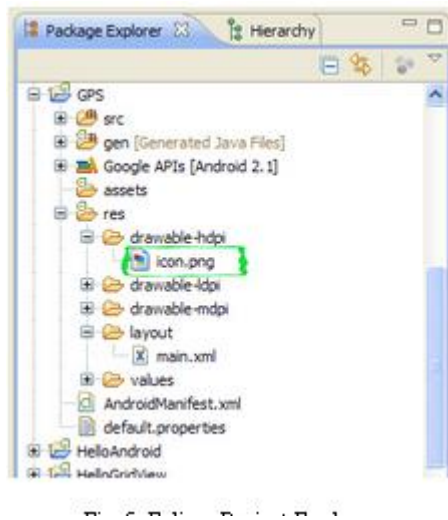 Package Explorer Hierarchy
GPS
src
gen [Generated Java Files]
Google APIs [Android 2.1]
assets
res
drawable-hdpi
icon.png
drawable-ldpi
drawable-mdpi
layout
main.xml
values
AndroidManifest.xml
default.properties
HelloAndroid
HelloGridView